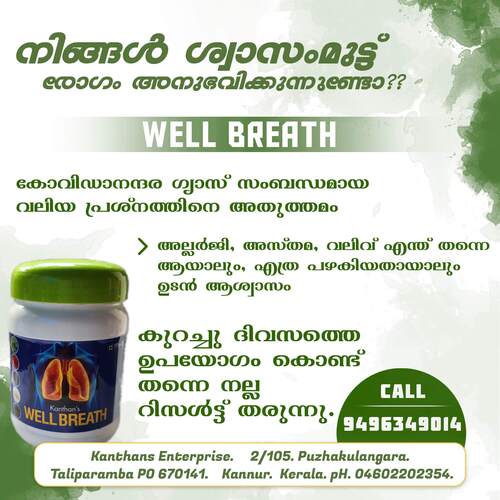 നിങ്ങൾ ശ്വാസംമുട്ട്
രോഗം അനുഭവിക്കുന്നുണ്ടോ??
WELL BREATH
കോവിഡാനന്ദര ഗ്യാസ് സംബന്ധമായ
വലിയ പ്രശ്നത്തിനെ അത്യുത്തമം
അല്ലർജി, അസ്തമ, വലിവ് എന്ത് തന്നെ
ആയാലും, എത്ര പഴകിയതായാലും
ഉടൻ ആശ്വാസം
കുറച്ചു ദിവസത്തെ
ഉപയോഗം കൊണ്ട്
തന്നെ നല്ല
റിസൾട്ട് തരുന്നു.
Kanthan's
WELL BREATH
CALL
9496349014
Kanthans Enterprise. 2/105. Puzhakulangara.
Taliparamba PO 670141. Kannur. Kerala. pH. 04602202354.